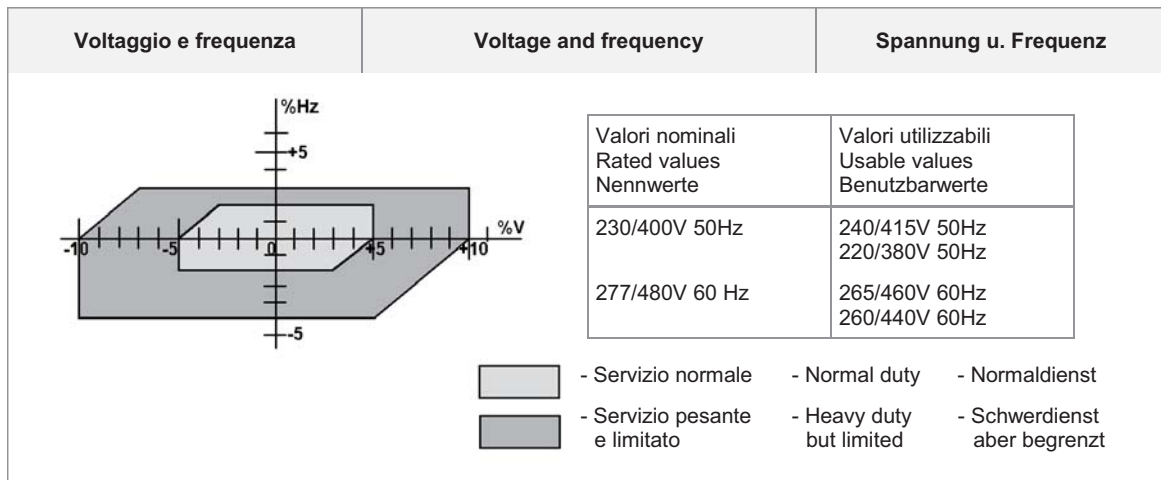 Voltaggio e frequenza
Voltage and frequency
Spannung u. Frequenz
%Hz
+5
%V
-10
-5
0
+5
+10
-5
Valori nominali
Rated values
Nennwerte
Valori utilizzabili
Usable values
Benutzbarwerte
230/400V 50Hz
240/415V 50Hz
220/380V 50Hz
277/480V 60 Hz
265/460V 60Hz
260/440V 60Hz
- Servizio normale
- Normal duty
- Normaldienst
- Servizio pesante
e limitato
- Heavy duty
but limited
- Schwerdienst
aber begrenzt